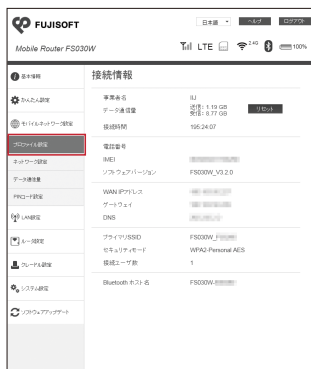 FUJISOFT
日本語
ヘルプ
ログアウト
Mobile Router FS030W
LTE
2.4G
100%
基本情報
かんたん設定
モバイルネットワーク設定
プロファイル設定
ネットワーク設定
データ通信量
PINコード設定
LAN設定
ルータ設定
クレードル設定
システム設定
ソフトウェアアップデート
接続情報
事業者名 IIJ
データ通信量 送信: 1.19 GB
受信: 8.77 GB
リセット
接続時間 195:24:07
電話番号
IMEI
ソフトウェアバージョン FS030W_V3.2.0
WAN IPアドレス
ゲートウェイ
DNS
プライマリSSID FS030W_F
セキュリティモード WPA2-Personal AES
接続ユーザ数 1
Bluetooth ホスト名 FS030W-